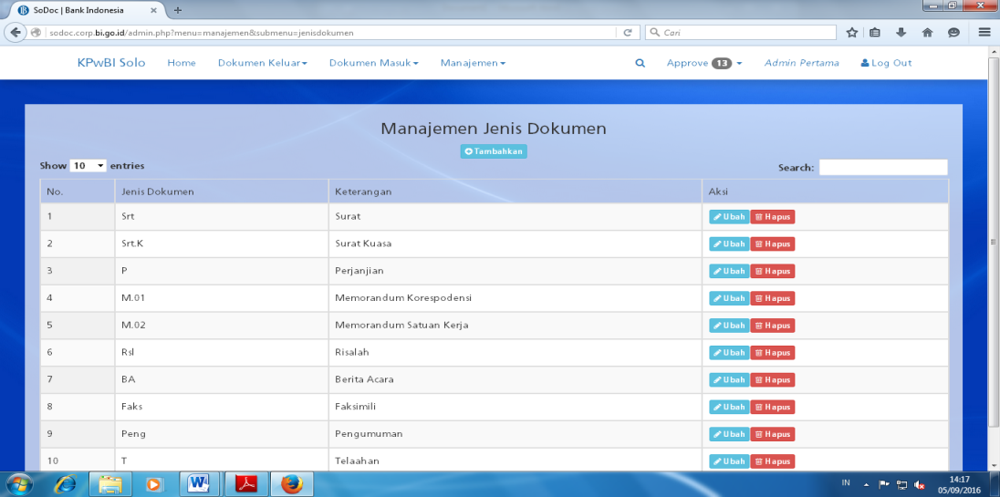 SoDoc | Bank Indonesia
sodoc.corp.bi.go.id/admin.php?menu=manajemen&submenu=jenisdokumen
Cari
KPwBI Solo Home Dokumen Keluar Dokumen Masuk Manajemen Approve 13 Admin Pertama Log Out
Manajemen Jenis Dokumen
Tambahkan
Show 10 entries Search:
No. Jenis Dokumen Keterangan Aksi
1 Srt Surat Ubah Hapus
2 Srt.K Surat Kuasa Ubah Hapus
3 P Perjanjian Ubah Hapus
4 M.01 Memorandum Korespodensi Ubah Hapus
5 M.02 Memorandum Satuan Kerja Ubah Hapus
6 Rsl Risalah Ubah Hapus
7 BA Berita Acara Ubah Hapus
8 Faks Faksimili Ubah Hapus
9 Peng Pengumuman Ubah Hapus
10 T Telaahan Ubah Hapus
IN 14:17
05/09/2016